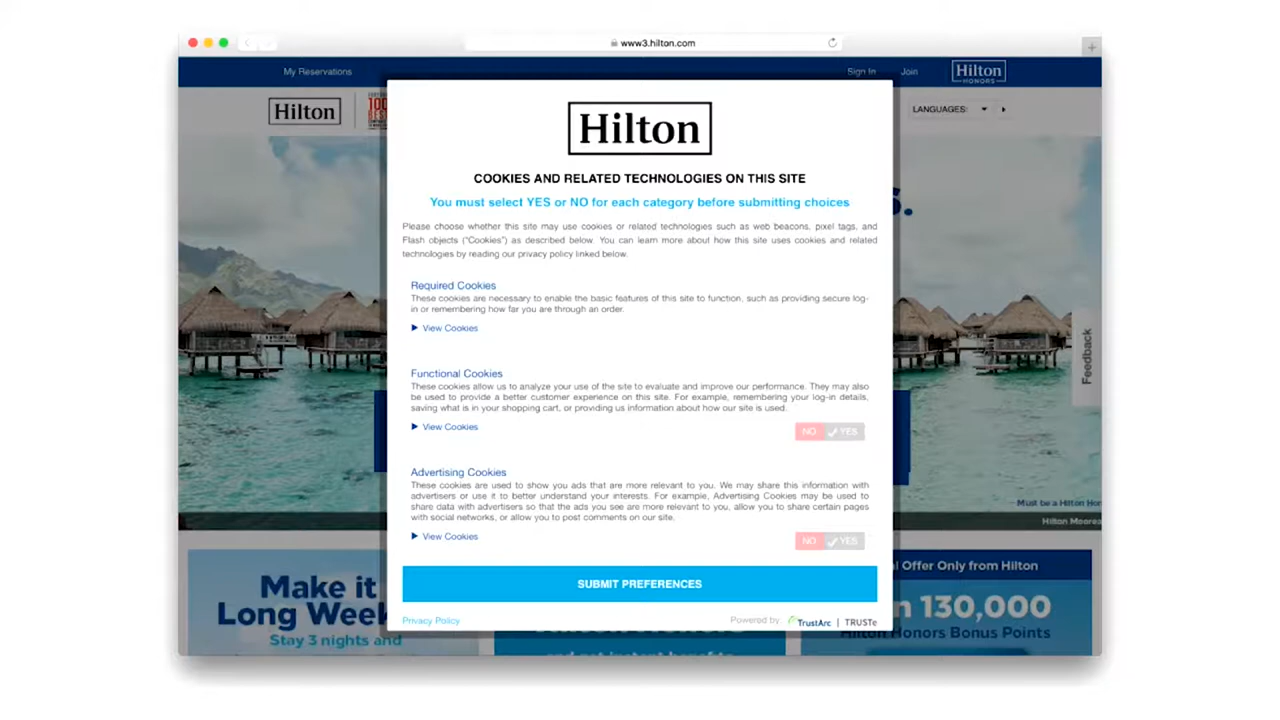 www3.hilton.com
My Reservations
Sign In
Join
Hilton
HONORS
Hilton
100
LANGUAGES:
Hilton
COOKIES AND RELATED TECHNOLOGIES ON THIS SITE
You must select YES or NO for each category before submitting choices
Please choose whether this site may use cookies or related technologies such as web beacons, pixel tags, and
Flash objects ("Cookies") as described below. You can learn more about how this site uses cookies and related
technologies by reading our privacy policy linked below.
Required Cookies
These cookies are necessary to enable the basic features of this site to function, such as providing secure log-
in or remembering how far you are through an order.
View Cookies
Functional Cookies
These cookies allow us to analyze your use of the site to evaluate and improve our performance. They may also
be used to provide a better customer experience on this site. For example, remembering your log-in details,
saving what is in your shopping cart, or providing us information about how our site is used.
View Cookies
NO YES
Advertising Cookies
These cookies are used to show you ads that are more relevant to you. We may share this information with
advertisers or use it to better understand your interests. For example, Advertising Cookies may be used to
share data with advertisers so that the ads you see are more relevant to you, allow you to share certain pages
with social networks, or allow you to post comments on our site.
View Cookies
NO YES
SUBMIT PREFERENCES
Privacy Policy
Powered by: TrustArc | TRUSTe
Feedback
Must be a Hilton Hon
Hilton Moorea
Make it
Long Week
Stay 3 nights and
and get instant benefits
l Offer Only from Hilton
n 130,000
Hilton Honors Bonus Points